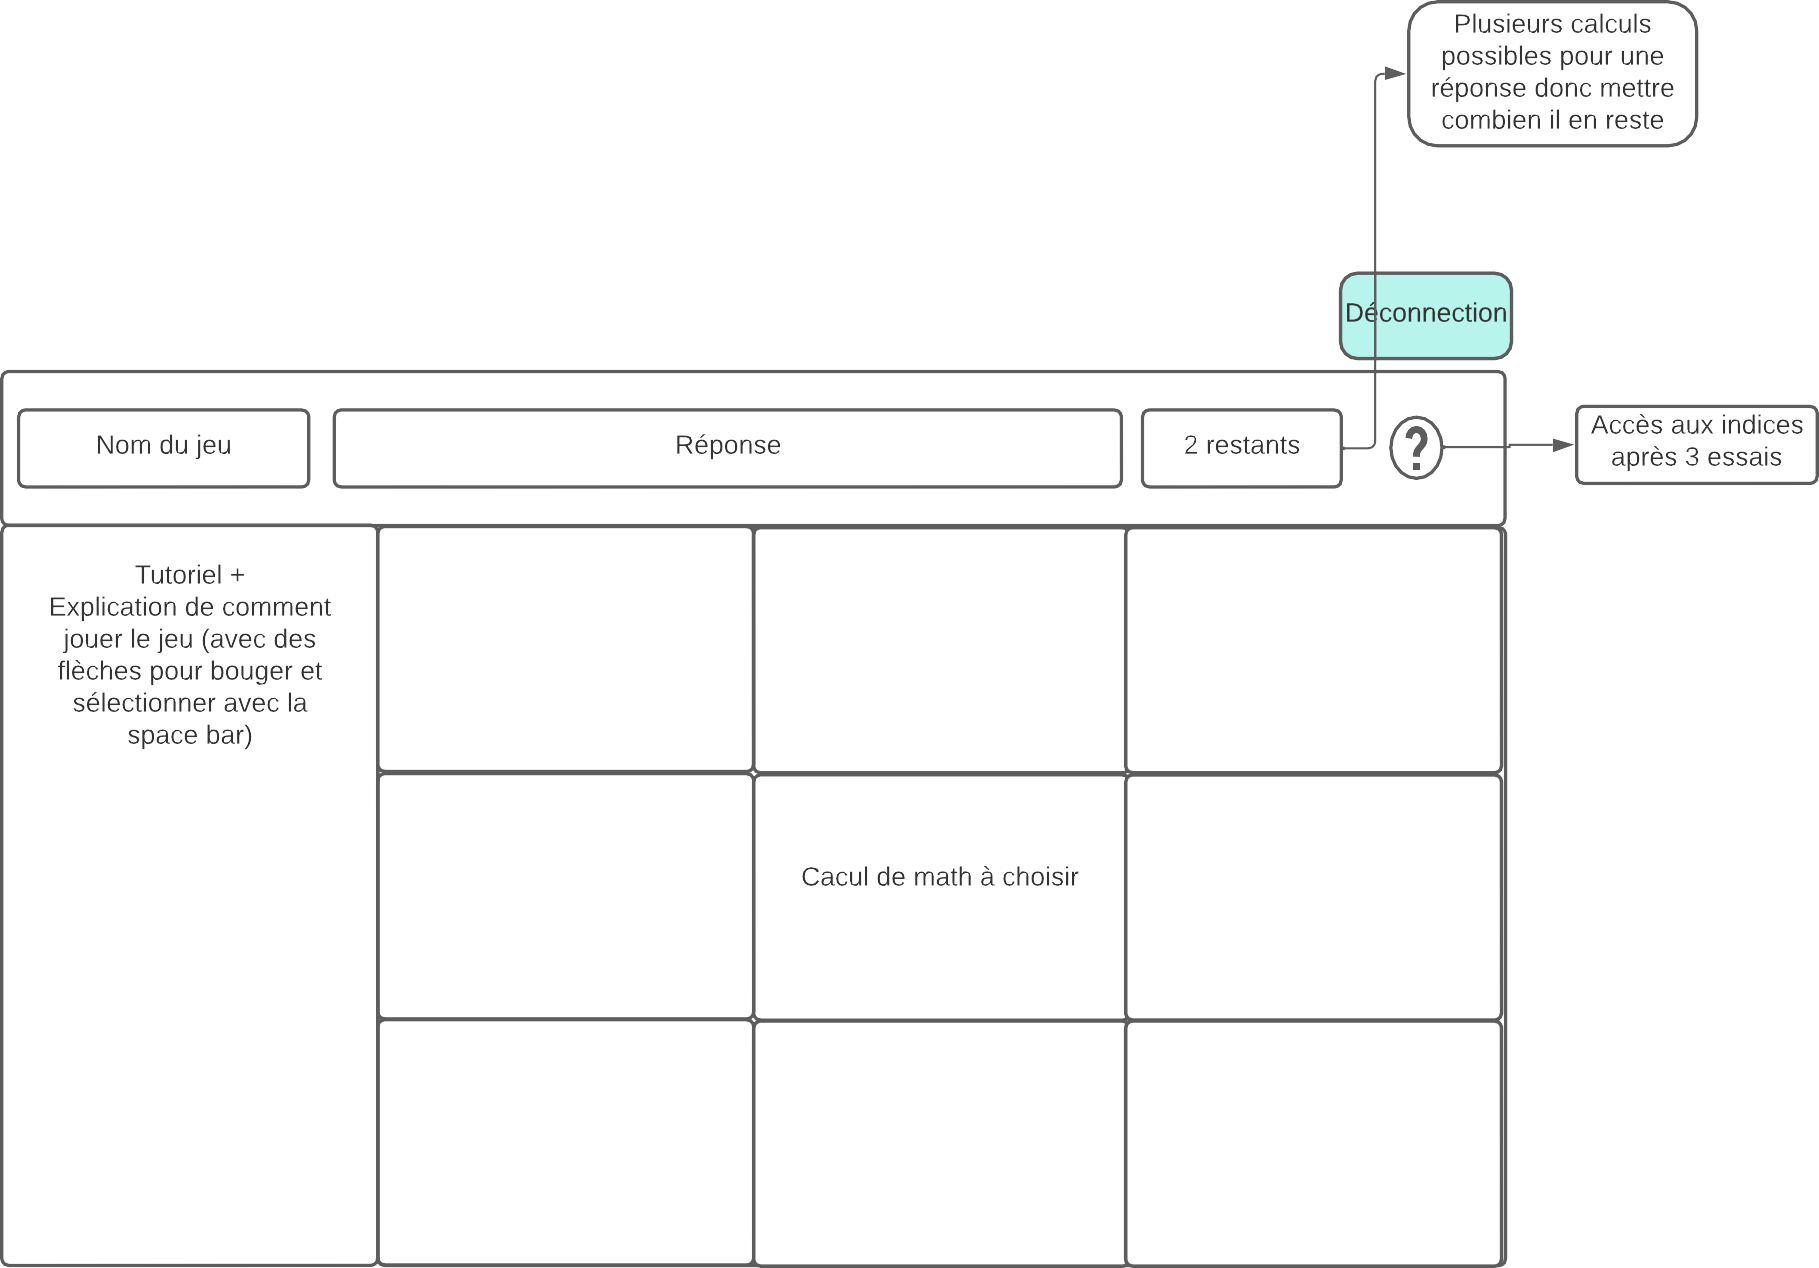 Plusieurs calculs
possibles pour une
réponse donc mettre
combien il en reste
Déconnection
Nom du jeu
Réponse
2 restants
?
Accès aux indices
après 3 essais
Tutoriel +
Explication de comment
jouer le jeu (avec des
flèches pour bouger et
sélectionner avec la
space bar)
Cacul de math à choisir